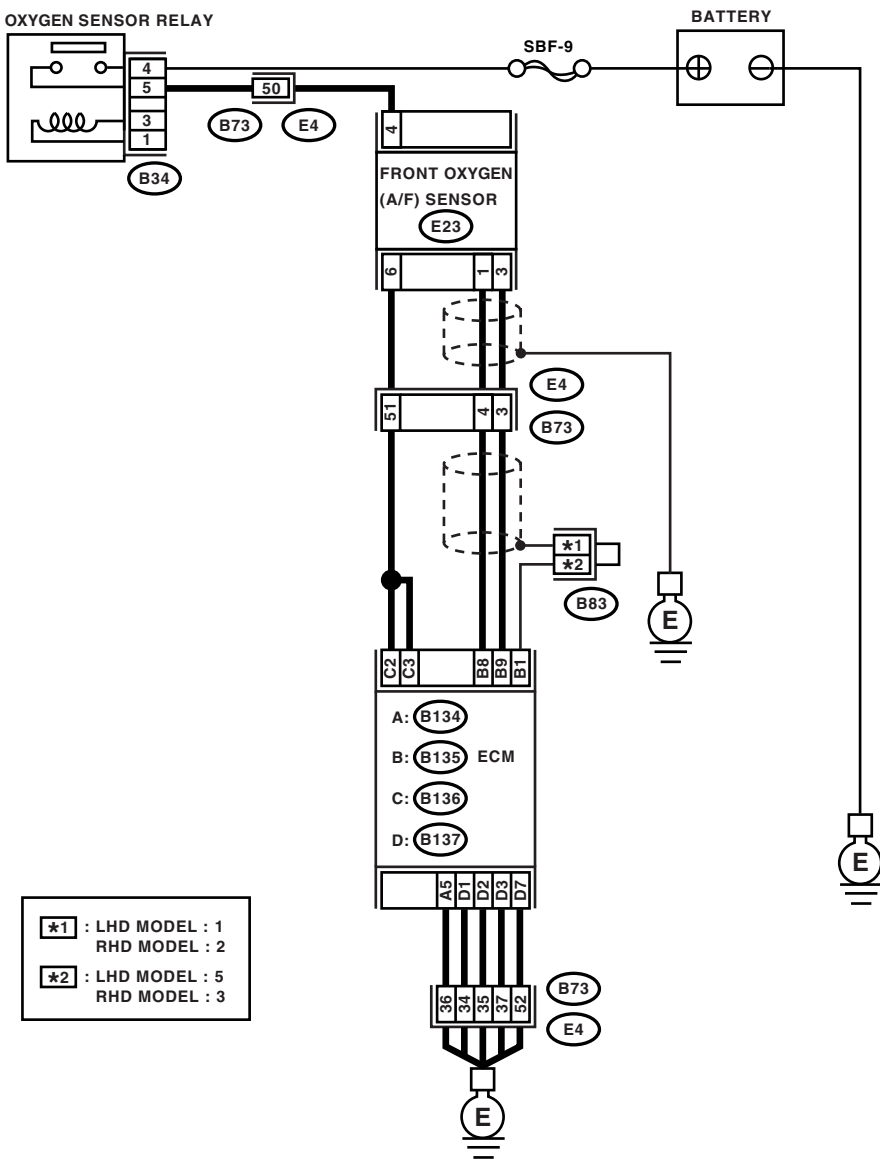 OXYGEN SENSOR RELAY
BATTERY
SBF-9
4
5
3
1
50
B73
E4
B34
4
FRONT OXYGEN
(A/F) SENSOR
E23
6
1
3
E4
51
4
3
B73
*1
*2
B83
E
C2
C3
B8
B9
B1
A: B134
B: B135 ECM
C: B136
D: B137
E
A5
D1
D2
D3
D7
*1 : LHD MODEL : 1
RHD MODEL : 2
*2 : LHD MODEL : 5
RHD MODEL : 3
36
34
35
37
52
B73
E4
E